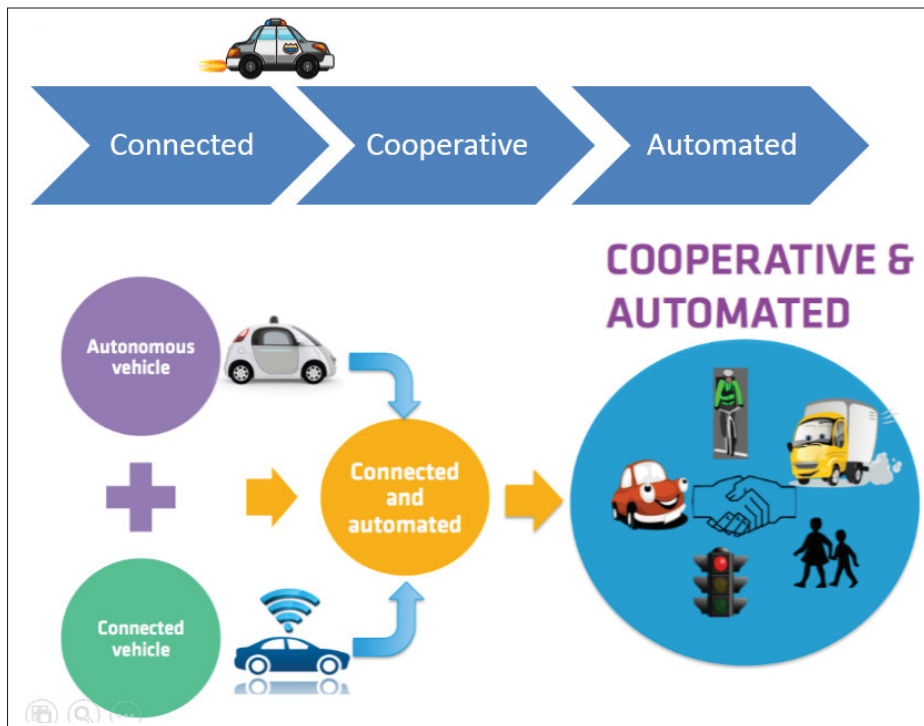 Connected
Cooperative
Automated
COOPERATIVE &
AUTOMATED
Autonomous
vehicle
Connected
and
automated
Connected
vehicle